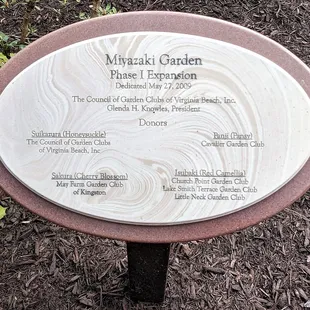 Miyazaki Garden
Phase I Expansion
Dedicated May 27, 2009
The Council of Garden Clubs of Virginia Beach, Inc.
Glenda H. Knowles, President
Donors
Suikazura (Honeysuckle)
The Council of Garden Clubs
of Virginia Beach, Inc.
Panji (Pansy)
Cavalier Garden Club
Sakura (Cherry Blossom)
May Farm Garden Club
of Kingston
Tsubaki (Red Camellia)
Church Point Garden Club
Lake Smith Terrace Garden Club
Little Neck Garden Club